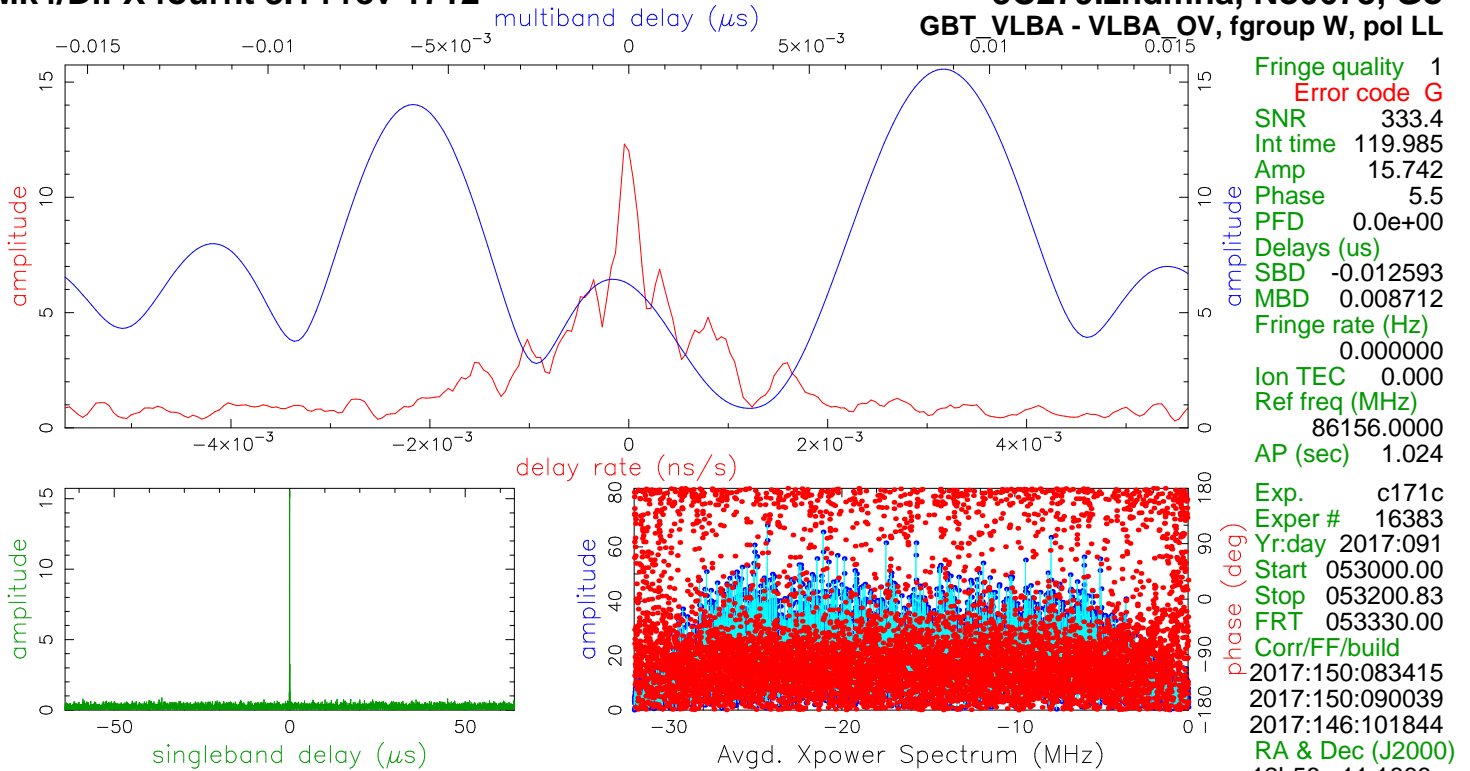 multiband delay (μs)
GBT_VLBA - VLBA_OV, fgroup W, pol LL
−0.015 −0.01 −5×10⁻³ 0 5×10⁻³ 0.01 0.015
15 10 5 0
amplitude
15 10 5 0
amplitude
−4×10⁻³ −2×10⁻³ 0 2×10⁻³ 4×10⁻³
delay rate (ns/s)
15 10 5 0
amplitude
−50 0 50
singleband delay (μs)
80 60 40 20 0
amplitude
180 90 0 −90 −180
phase (deg)
−30 −20 −10 0
Avgd. Xpower Spectrum (MHz)
Fringe quality 1
Error code G
SNR 333.4
Int time 119.985
Amp 15.742
Phase 5.5
PFD 0.0e+00
Delays (us)
SBD -0.012593
MBD 0.008712
Fringe rate (Hz)
0.000000
Ion TEC 0.000
Ref freq (MHz)
86156.0000
AP (sec) 1.024
Exp. c171c
Exper # 16383
Yr:day 2017:091
Start 053000.00
Stop 053200.83
FRT 053330.00
Corr/FF/build
2017:150:083415
2017:150:090039
2017:146:101844
RA & Dec (J2000)